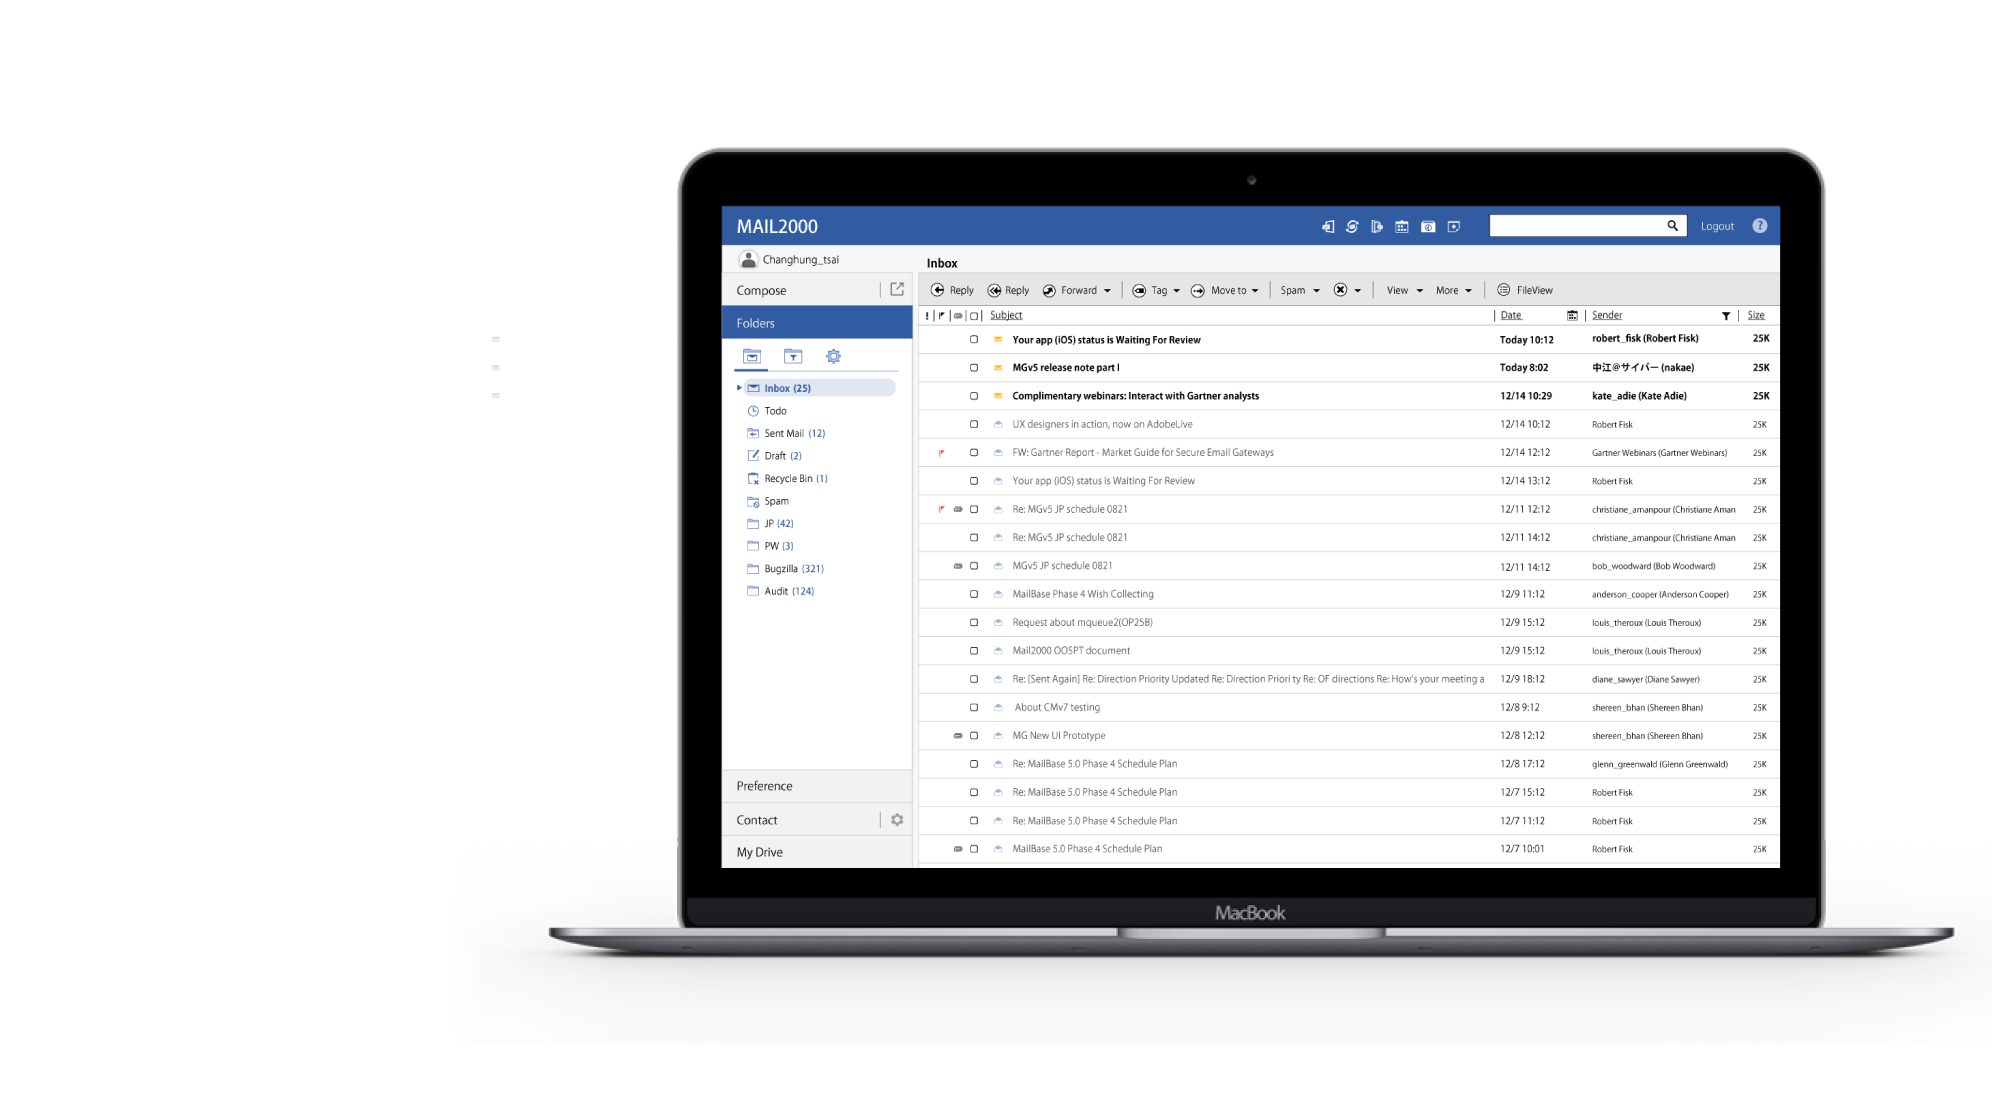 MAIL2000
Logout ?
Changhung_tsai
Inbox
Compose
Reply Reply Forward Tag Move to Spam View More FileView
Folders
! Subject Date Sender Size
Inbox (25)
Todo
Sent Mail (12)
Draft (2)
Recycle Bin (1)
Spam
JP (42)
PW (3)
Bugzilla (321)
Audit (124)
Preference
Contact
My Drive
Your app (iOS) status is Waiting For Review Today 10:12 robert_fisk (Robert Fisk) 25K
MGv5 release note part I Today 8:02 中江@サイバー (nakae) 25K
Complimentary webinars: Interact with Gartner analysts 12/14 10:29 kate_adie (Kate Adie) 25K
UX designers in action, now on AdobeLive 12/14 10:12 Robert Fisk 25K
FW: Gartner Report - Market Guide for Secure Email Gateways 12/14 12:12 Gartner Webinars (Gartner Webinars) 25K
Your app (iOS) status is Waiting For Review 12/14 13:12 Robert Fisk 25K
Re: MGv5 JP schedule 0821 12/11 12:12 christiane_amanpour (Christiane Aman 25K
Re: MGv5 JP schedule 0821 12/11 14:12 christiane_amanpour (Christiane Aman 25K
MGv5 JP schedule 0821 12/11 14:12 bob_woodward (Bob Woodward) 25K
MailBase Phase 4 Wish Collecting 12/9 11:12 anderson_cooper (Anderson Cooper) 25K
Request about mqueue2(OP25B) 12/9 15:12 louis_theroux (Louis Theroux) 25K
Mail2000 OOSPT document 12/9 15:12 louis_theroux (Louis Theroux) 25K
Re: [Sent Again] Re: Direction Priority Updated Re: Direction Priori ty Re: OF directions Re: How's your meeting a 12/9 18:12 diane_sawyer (Diane Sawyer) 25K
About CMv7 testing 12/8 9:12 shereen_bhan (Shereen Bhan) 25K
MG New UI Prototype 12/8 12:12 shereen_bhan (Shereen Bhan) 25K
Re: MailBase 5.0 Phase 4 Schedule Plan 12/8 17:12 glenn_greenwald (Glenn Greenwald) 25K
Re: MailBase 5.0 Phase 4 Schedule Plan 12/7 15:12 Robert Fisk 25K
Re: MailBase 5.0 Phase 4 Schedule Plan 12/7 11:12 Robert Fisk 25K
MailBase 5.0 Phase 4 Schedule Plan 12/7 10:01 Robert Fisk 25K
MacBook